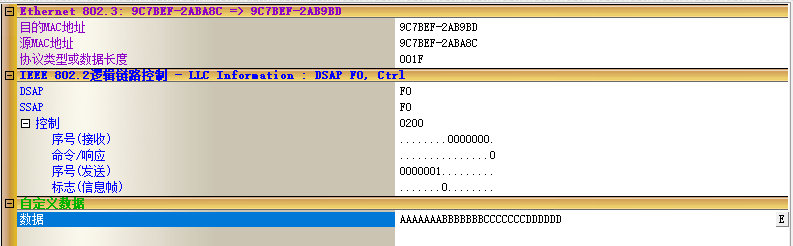 Ethernet 802.3: 9C7BEF-2ABA8C => 9C7BEF-2AB9BD
目的MAC地址 9C7BEF-2AB9BD
源MAC地址 9C7BEF-2ABA8C
协议类型或数据长度 001F
IEEE 802.2逻辑链路控制 - LLC Information : DSAP F0, Ctrl
DSAP F0
SSAP F0
控制 0200
序号(接收) ........0000000.
命令/响应 ...............0
序号(发送) 0000001.........
标志(信息帧) .......0........
自定义数据
数据 AAAAAAABBBBBBBCCCCCCCDDDDDD E